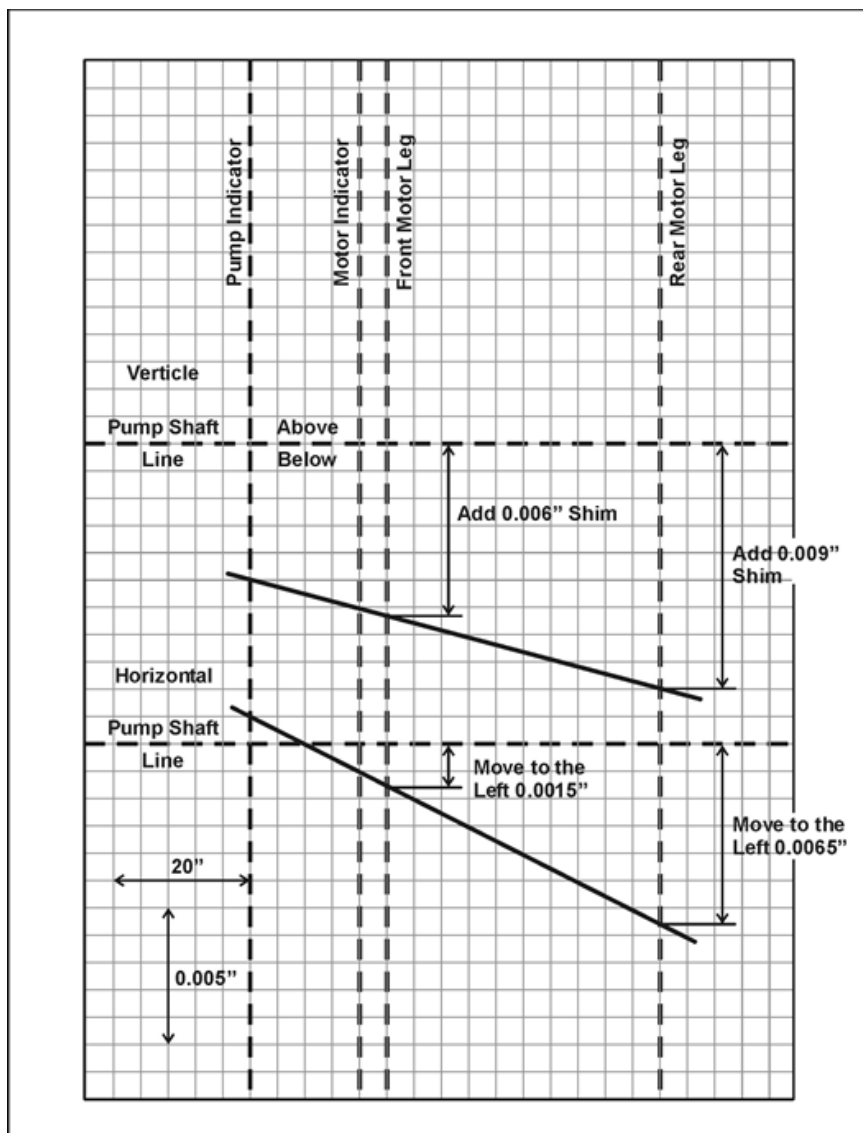 Pump Indicator
Motor Indicator
Front Motor Leg
Rear Motor Leg
Verticle
Pump Shaft
Above
Line
Below
Add 0.006” Shim
Add 0.009”
Shim
Horizontal
Pump Shaft
Line
Move to the
Left 0.0015”
Move to the
Left 0.0065”
20”
0.005”